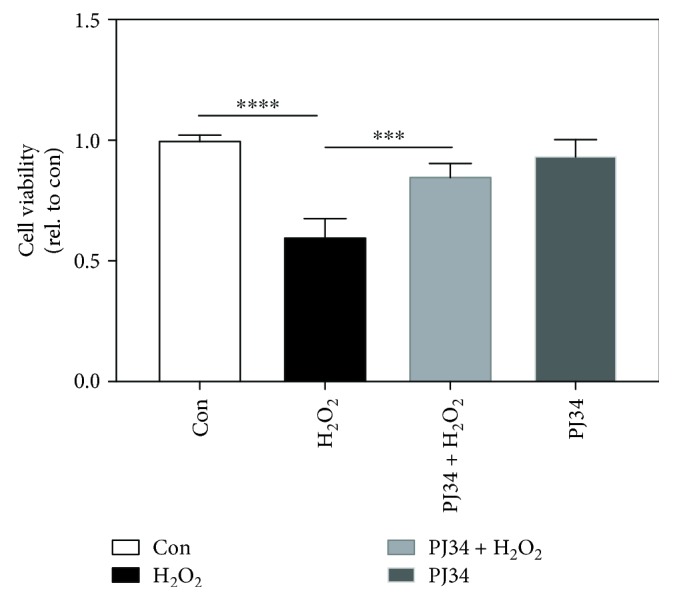 1.5
1.0
0.5
0.0
Cell viability
(rel. to con)
****
***
Con
H₂O₂
PJ34 + H₂O₂
PJ34
Con
H₂O₂
PJ34 + H₂O₂
PJ34